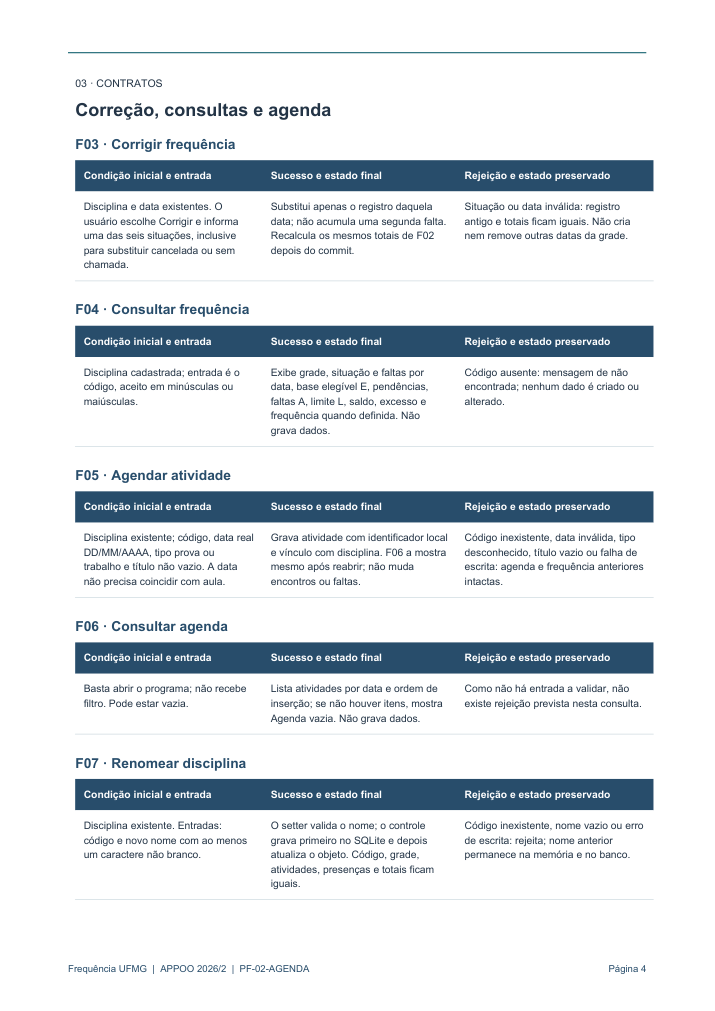 03 · CONTRATOS
Correção, consultas e agenda
F03 · Corrigir frequência
Condição inicial e entrada
Sucesso e estado final
Rejeição e estado preservado
Disciplina e data existentes. O
usuário escolhe Corrigir e informa
uma das seis situações, inclusive
para substituir cancelada ou sem
chamada.
Substitui apenas o registro daquela
data; não acumula uma segunda falta.
Recalcula os mesmos totais de F02
depois do commit.
Situação ou data inválida: registro
antigo e totais ficam iguais. Não cria
nem remove outras datas da grade.
F04 · Consultar frequência
Condição inicial e entrada
Sucesso e estado final
Rejeição e estado preservado
Disciplina cadastrada; entrada é o
código, aceito em minúsculas ou
maiúsculas.
Exibe grade, situação e faltas por
data, base elegível E, pendências,
faltas A, limite L, saldo, excesso e
frequência quando definida. Não
grava dados.
Código ausente: mensagem de não
encontrada; nenhum dado é criado ou
alterado.
F05 · Agendar atividade
Condição inicial e entrada
Sucesso e estado final
Rejeição e estado preservado
Disciplina existente; código, data real
DD/MM/AAAA, tipo prova ou
trabalho e título não vazio. A data
não precisa coincidir com aula.
Grava atividade com identificador local
e vínculo com disciplina. F06 a mostra
mesmo após reabrir; não muda
encontros ou faltas.
Código inexistente, data inválida, tipo
desconhecido, título vazio ou falha de
escrita: agenda e frequência anteriores
intactas.
F06 · Consultar agenda
Condição inicial e entrada
Sucesso e estado final
Rejeição e estado preservado
Basta abrir o programa; não recebe
filtro. Pode estar vazia.
Lista atividades por data e ordem de
inserção; se não houver itens, mostra
Agenda vazia. Não grava dados.
Como não há entrada a validar, não
existe rejeição prevista nesta consulta.
F07 · Renomear disciplina
Condição inicial e entrada
Sucesso e estado final
Rejeição e estado preservado
Disciplina existente. Entradas:
código e novo nome com ao menos
um caractere não branco.
O setter valida o nome; o controle
grava primeiro no SQLite e depois
atualiza o objeto. Código, grade,
atividades, presenças e totais ficam
iguais.
Código inexistente, nome vazio ou erro
de escrita: rejeita; nome anterior
permanece na memória e no banco.
Frequência UFMG | APPOO 2026/2 | PF-02-AGENDA
Página 4